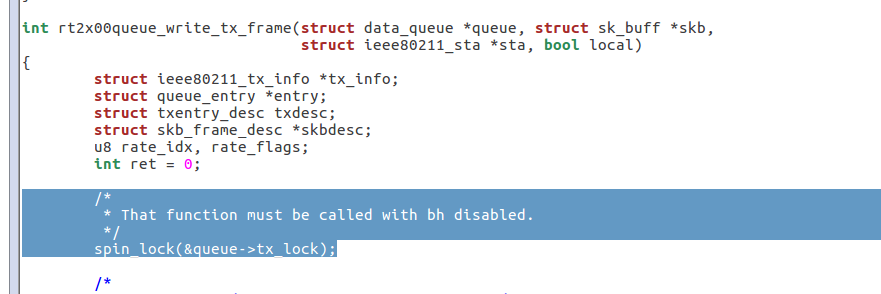 int rt2x00queue_write_tx_frame(struct data_queue *queue, struct sk_buff *skb,
struct ieee80211_sta *sta, bool local)
{
struct ieee80211_tx_info *tx_info;
struct queue_entry *entry;
struct txentry_desc txdesc;
struct skb_frame_desc *skbdesc;
u8 rate_idx, rate_flags;
int ret = 0;
/*
* That function must be called with bh disabled.
*/
spin_lock(&queue->tx_lock);
/*